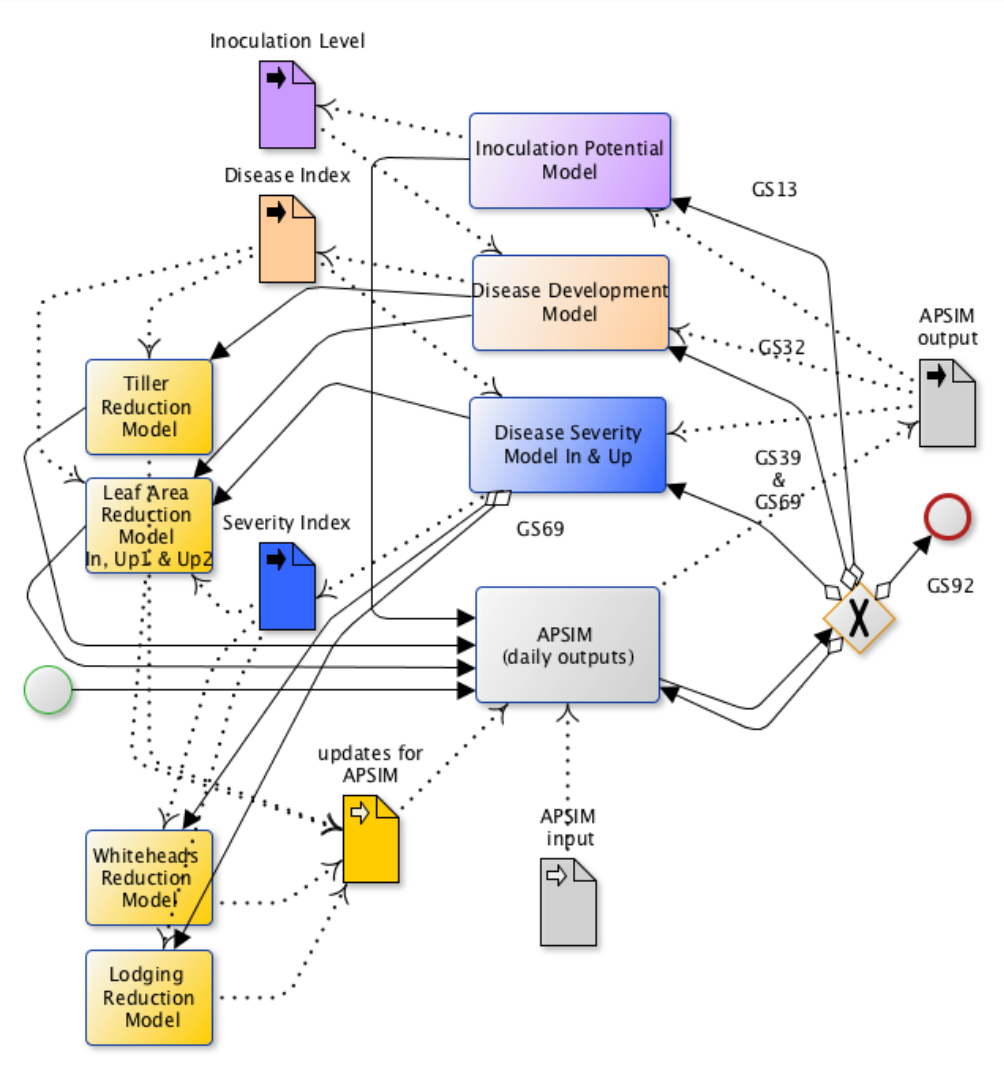 Inoculation Level
Inoculation Potential
Model
Disease Index
GS13
Disease Development
Model
APSIM
output
GS32
Tiller
Reduction
Model
Disease Severity
Model In & Up
GS39
&
GS69
Leaf Area
Reduction
Model
In, Up1 & Up2
Severity Index
GS69
GS92
X
APSIM
(daily outputs)
updates for
APSIM
APSIM
input
Whiteheads
Reduction
Model
Lodging
Reduction
Model